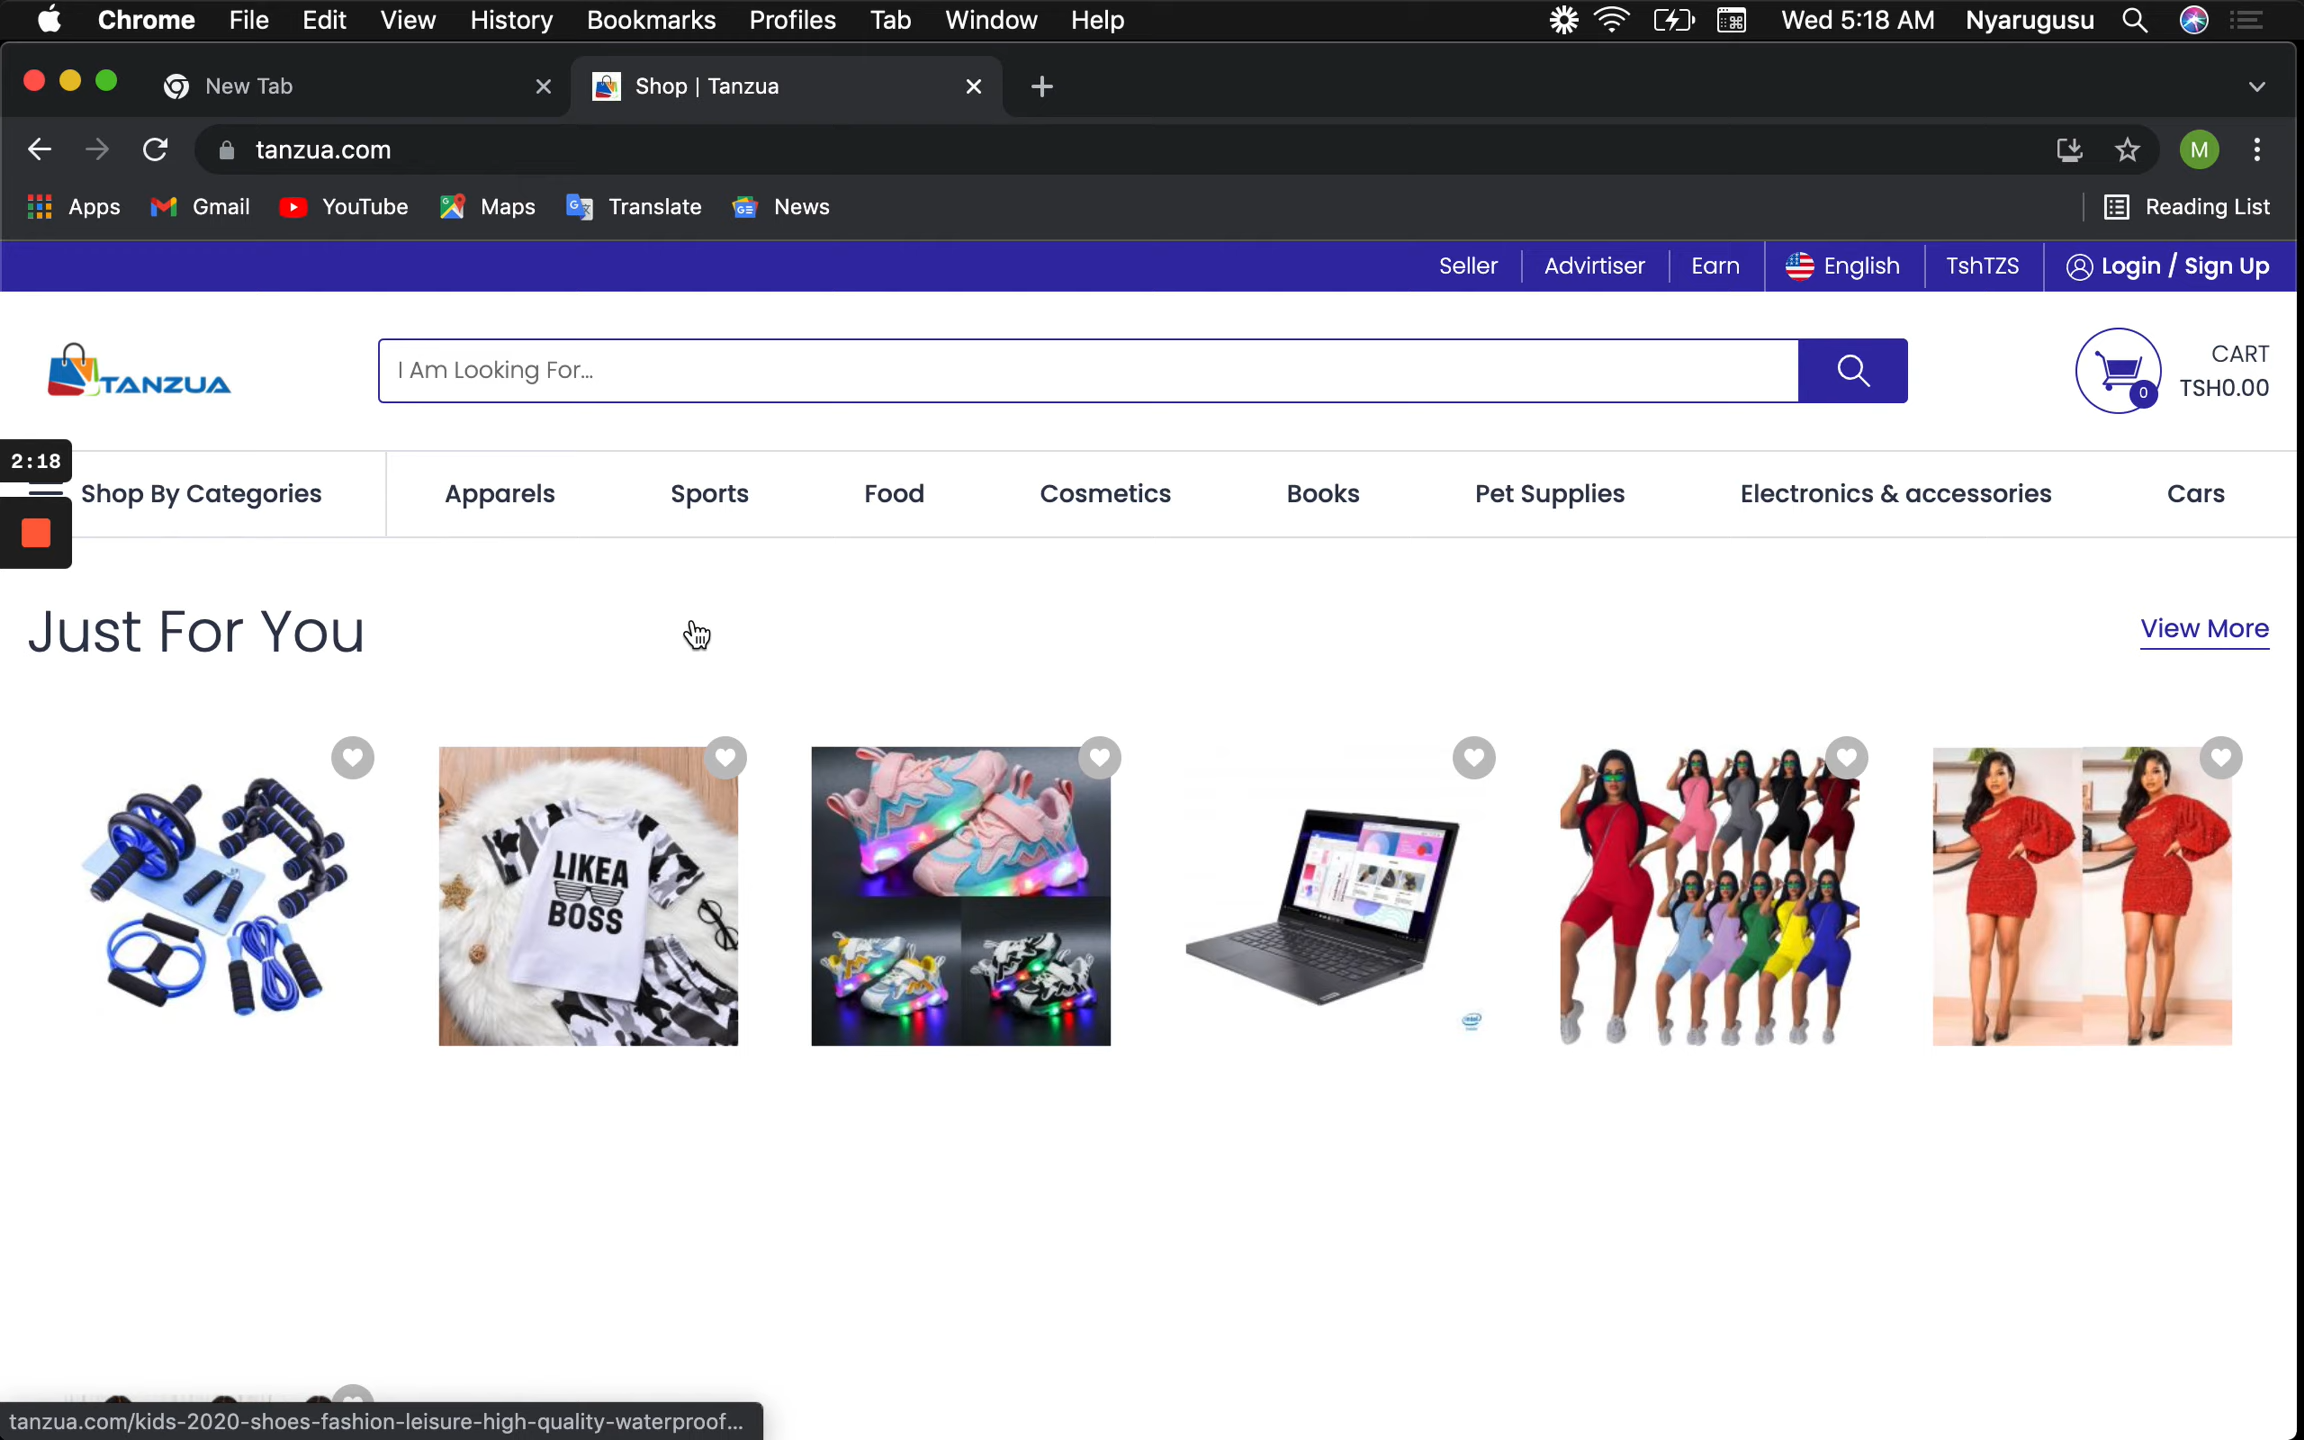 Chrome File Edit View History Bookmarks Profiles Tab Window Help Wed 5:18 AM Nyarugusu
New Tab Shop | Tanzua
tanzua.com M
Apps Gmail YouTube Maps Translate News Reading List
Seller Advirtiser Earn English TshTZS Login / Sign Up
TANZUA I Am Looking For... 0 CART
TSH0.00
2:18
Shop By Categories Apparels Sports Food Cosmetics Books Pet Supplies Electronics & accessories Cars
Just For You View More
LIKE A
BOSS
tanzua.com/kids-2020-shoes-fashion-leisure-high-quality-waterproof...